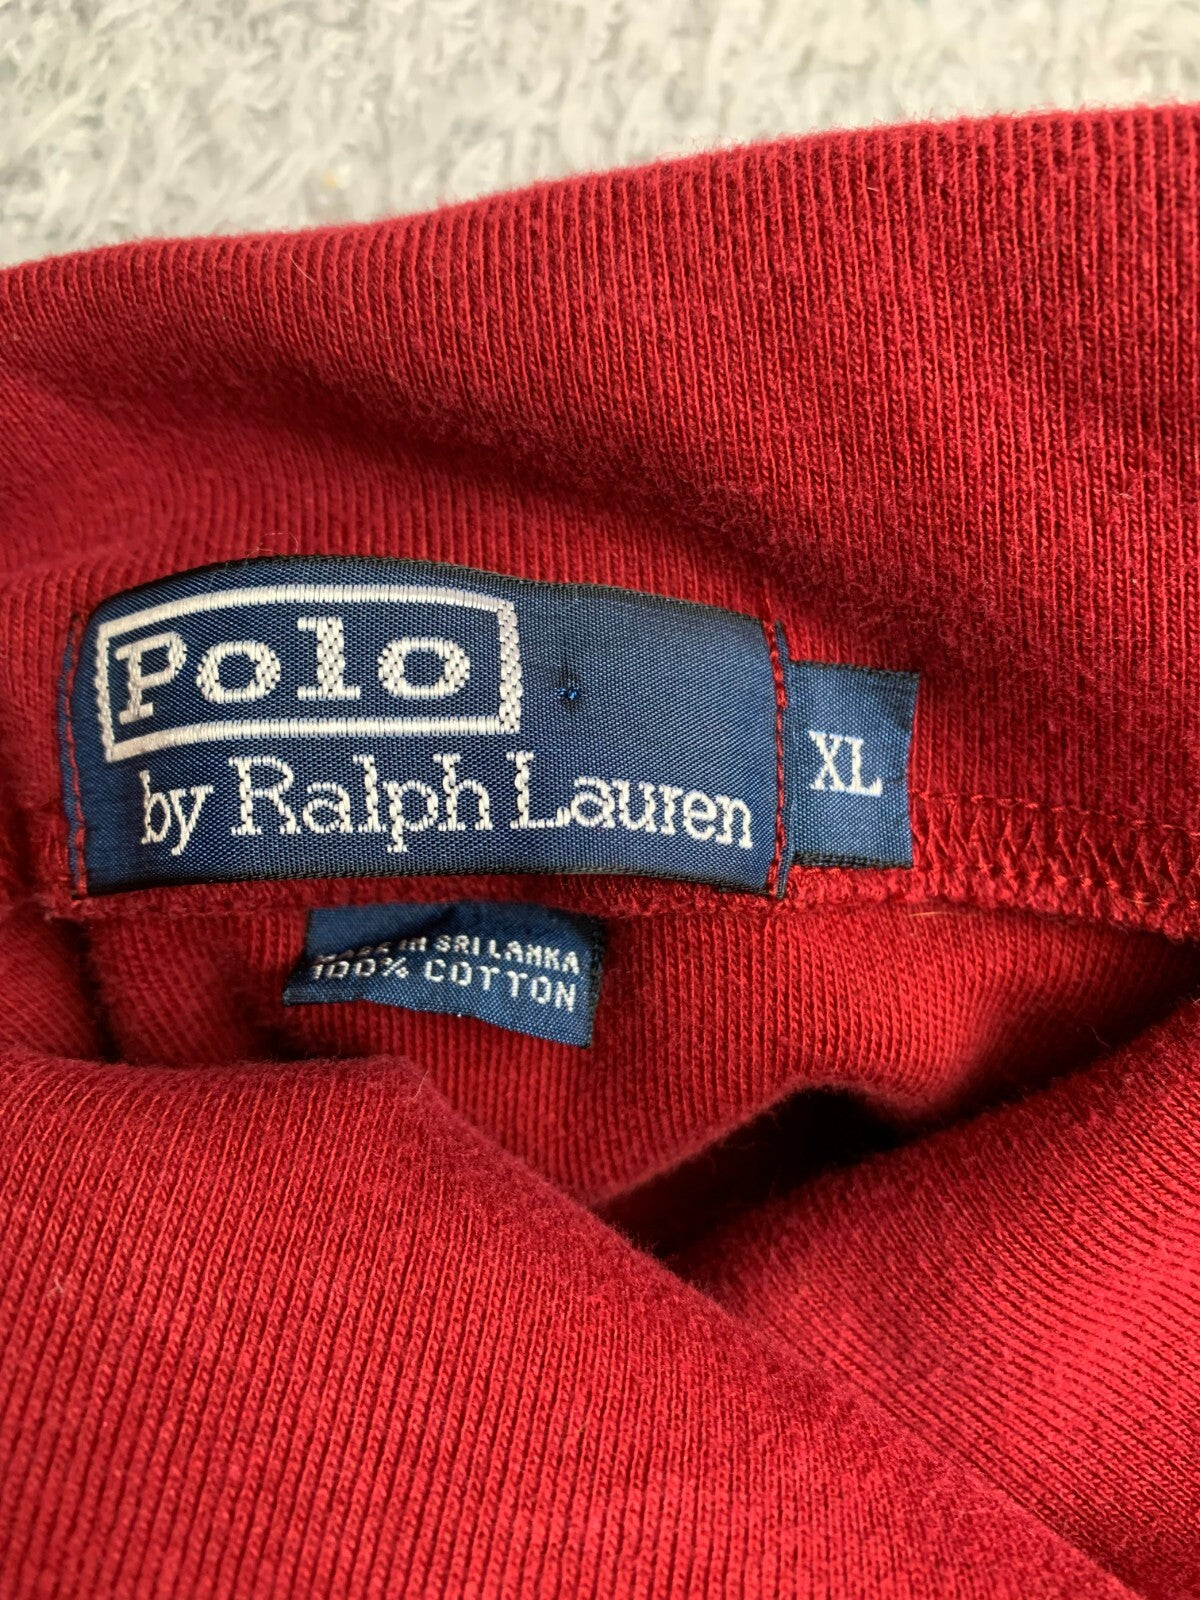 Polo
by Ralph Lauren
XL
MADE IN SRI LANKA
100% COTTON